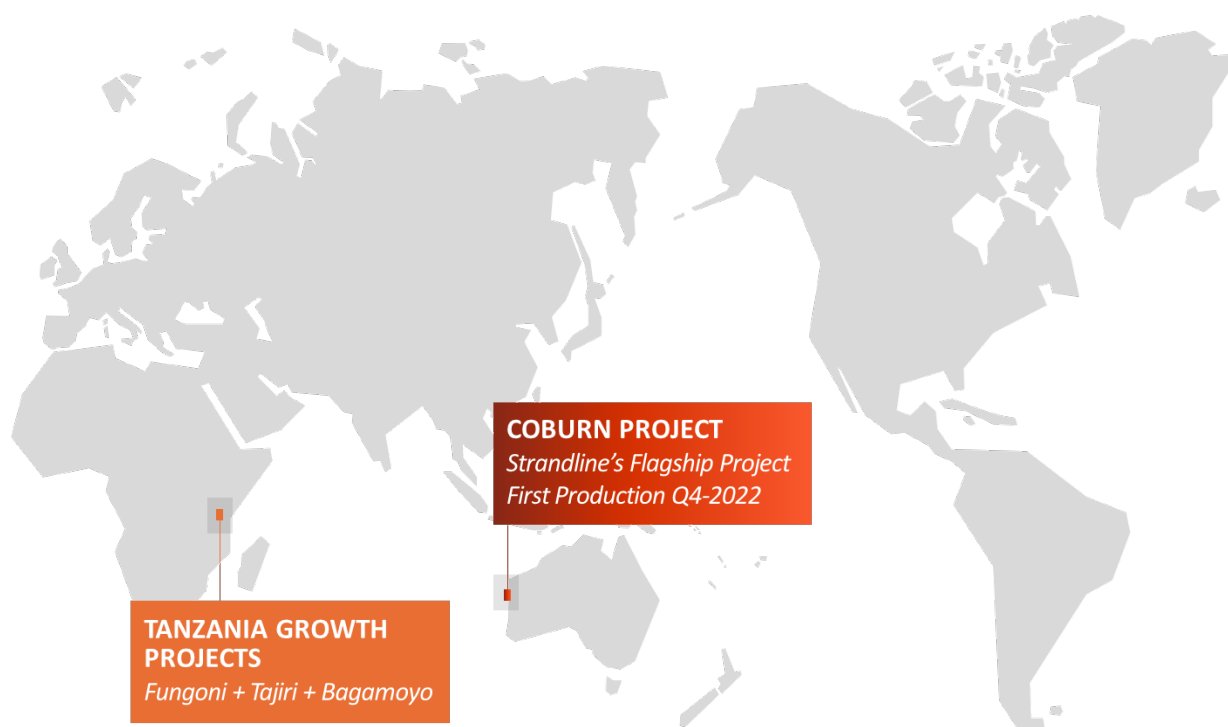 COBURN PROJECT
Strandline’s Flagship Project
First Production Q4-2022
TANZANIA GROWTH
PROJECTS
Fungoni + Tajiri + Bagamoyo